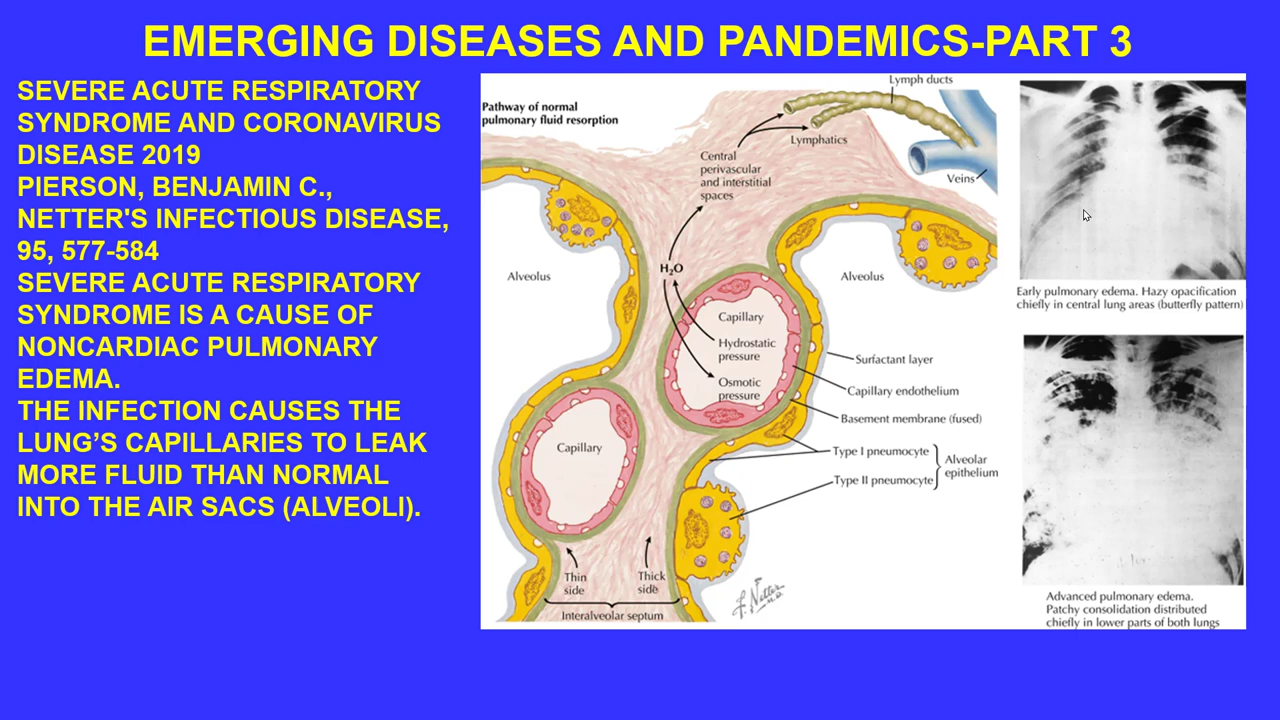 EMERGING DISEASES AND PANDEMICS-PART 3
SEVERE ACUTE RESPIRATORY
SYNDROME AND CORONAVIRUS
DISEASE 2019
PIERSON, BENJAMIN C.,
NETTER'S INFECTIOUS DISEASE,
95, 577-584
SEVERE ACUTE RESPIRATORY
SYNDROME IS A CAUSE OF
NONCARDIAC PULMONARY
EDEMA.
THE INFECTION CAUSES THE
LUNG’S CAPILLARIES TO LEAK
MORE FLUID THAN NORMAL
INTO THE AIR SACS (ALVEOLI).
Pathway of normal
pulmonary fluid resorption
Lymph ducts
Lymphatics
Central
perivascular
and interstitial
spaces
Veins
H₂O
Alveolus
Alveolus
Capillary
Hydrostatic
pressure
Osmotic
pressure
Surfactant layer
Capillary endothelium
Basement membrane (fused)
Type I pneumocyte
Type II pneumocyte
Alveolar
epithelium
Capillary
Thin
side
Thick
side
Interalveolar septum
F. Netter
M.D.
Early pulmonary edema. Hazy opacification
chiefly in central lung areas (butterfly pattern)
Advanced pulmonary edema.
Patchy consolidation distributed
chiefly in lower parts of both lungs